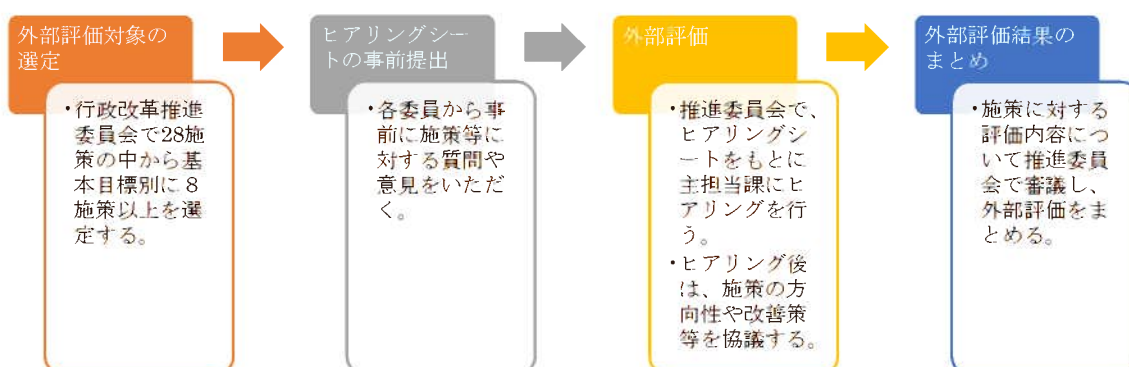 外部評価対象の
選定
・行政改革推進
委員会で28施
策の中から基
本目標別に８
施策以上を選
定する。
ヒアリングシー
トの事前提出
・各委員から事
前に施策等に
対する質問や
意見をいただ
く。
外部評価
・推進委員会で、
ヒアリングシ
ートをもとに
主担当課にヒ
アリングを行
う。
・ヒアリング後
は、施策の方
向性や改善策
等を協議する。
外部評価結果の
まとめ
・施策に対する
評価内容につ
いて推進委員
会で審議し、
外部評価をま
とめる。